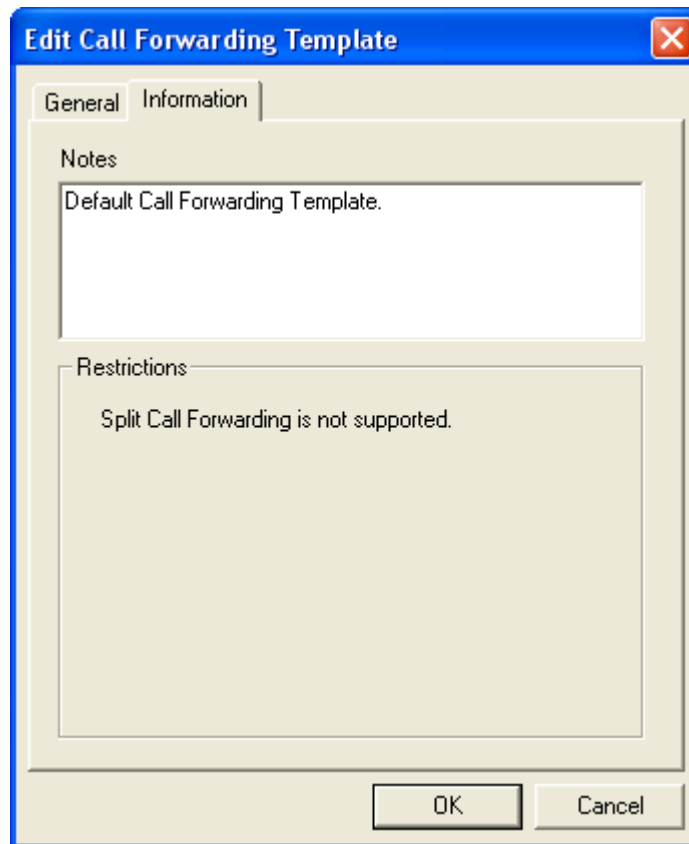 Edit Call Forwarding Template
General Information
Notes
Default Call Forwarding Template.
Restrictions
Split Call Forwarding is not supported.
OK Cancel